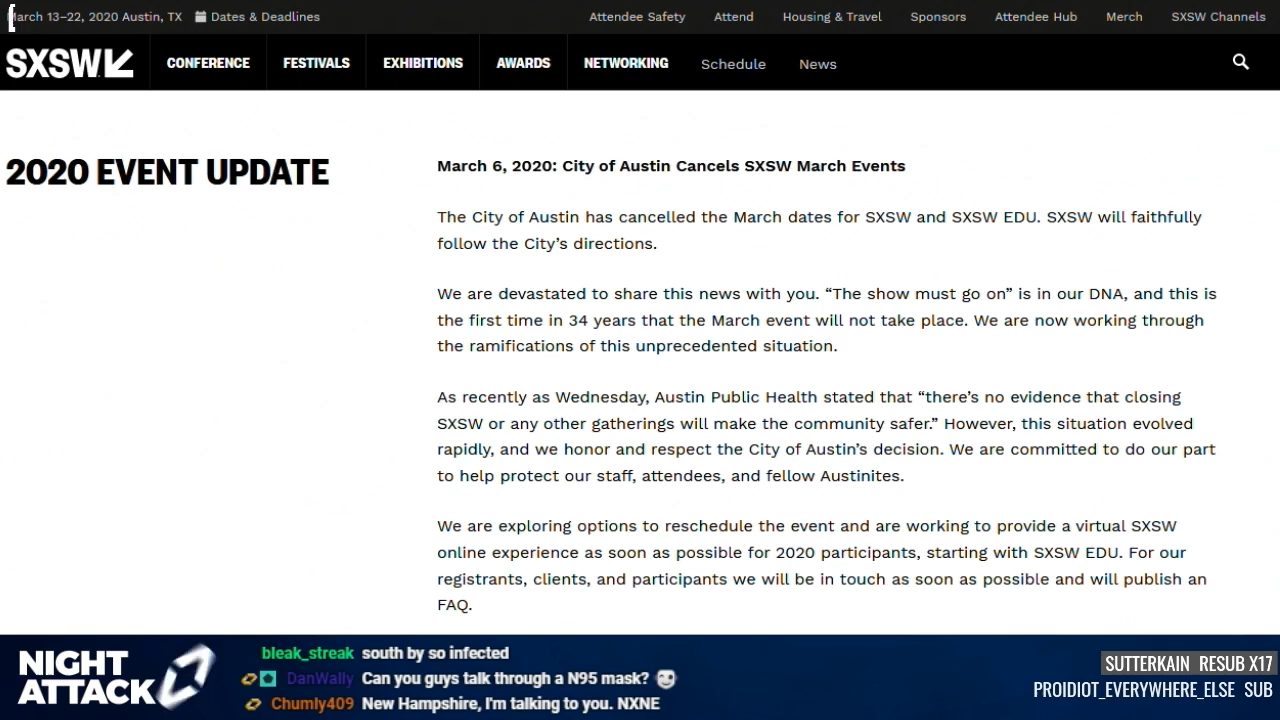 March 13–22, 2020 Austin, TX Dates & Deadlines Attendee Safety Attend Housing & Travel Sponsors Attendee Hub Merch SXSW Channels
SXSW CONFERENCE FESTIVALS EXHIBITIONS AWARDS NETWORKING Schedule News
2020 EVENT UPDATE
March 6, 2020: City of Austin Cancels SXSW March Events
The City of Austin has cancelled the March dates for SXSW and SXSW EDU. SXSW will faithfully
follow the City’s directions.
We are devastated to share this news with you. “The show must go on” is in our DNA, and this is
the first time in 34 years that the March event will not take place. We are now working through
the ramifications of this unprecedented situation.
As recently as Wednesday, Austin Public Health stated that “there’s no evidence that closing
SXSW or any other gatherings will make the community safer.” However, this situation evolved
rapidly, and we honor and respect the City of Austin’s decision. We are committed to do our part
to help protect our staff, attendees, and fellow Austinites.
We are exploring options to reschedule the event and are working to provide a virtual SXSW
online experience as soon as possible for 2020 participants, starting with SXSW EDU. For our
registrants, clients, and participants we will be in touch as soon as possible and will publish an
FAQ.
NIGHT
ATTACK
bleak_streak south by so infected
DanWally Can you guys talk through a N95 mask?
Chumly409 New Hampshire, I'm talking to you. NXNE
SUTTERKAIN RESUB X17
PROIDIOT_EVERYWHERE_ELSE SUB